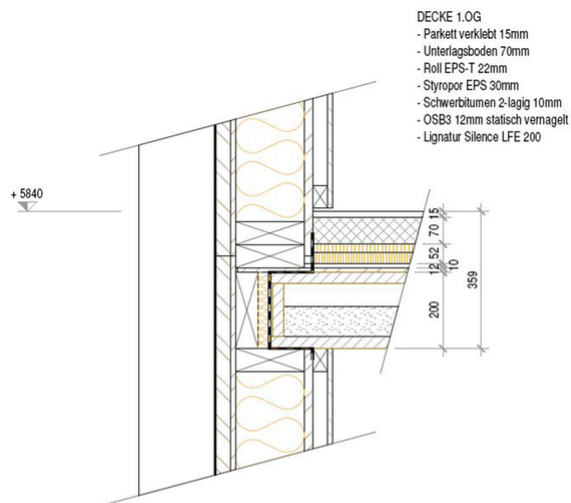 DECKE 1.OG
- Parkett verklebt 15mm
- Unterlagsboden 70mm
- Roll EPS-T 22mm
- Styropor EPS 30mm
- Schwerbitumen 2-lagig 10mm
- OSB3 12mm statisch vernagelt
- Lignatur Silence LFE 200
+ 5840
15
70
52
12
10
200
359